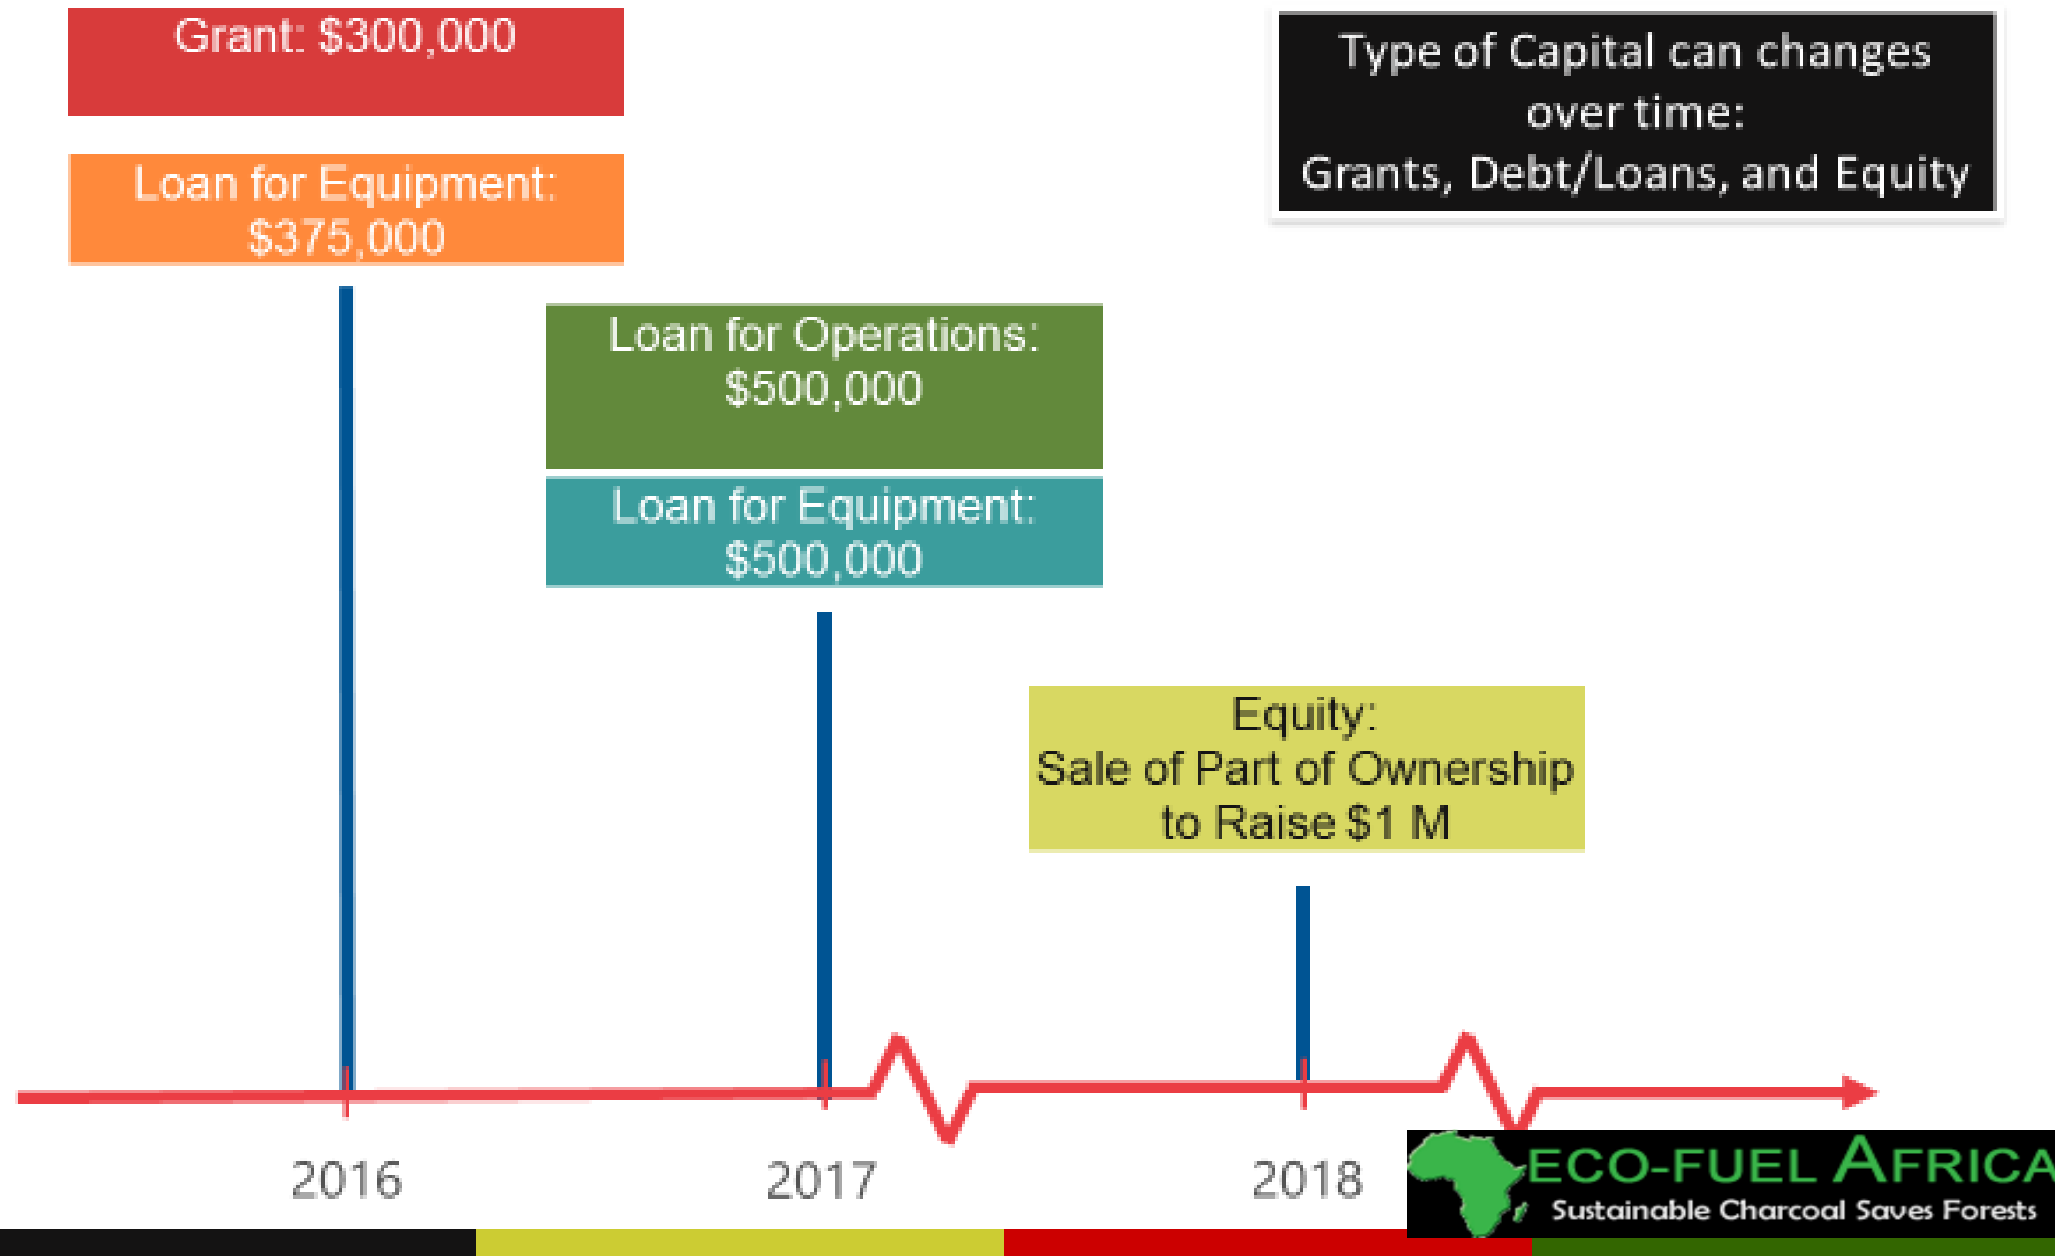 Grant: $300,000
Type of Capital can changes
over time:
Grants, Debt/Loans, and Equity
Loan for Equipment:
$375,000
Loan for Operations:
$500,000
Loan for Equipment:
$500,000
Equity:
Sale of Part of Ownership
to Raise $1 M
2016
2017
2018
ECO-FUEL AFRICA
Sustainable Charcoal Saves Forests